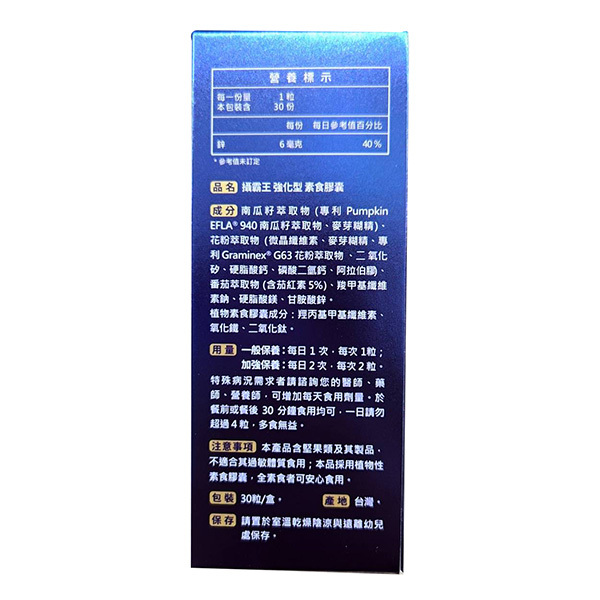 營養標示
每一份量 1 粒
本包裝含 30 份
每份 每日參考值百分比
鋅 6 毫克 40%
*參考值未訂定
品名 攝霸王 強化型 素食膠囊
成分 南瓜籽萃取物 (專利 Pumpkin
EFLA® 940 南瓜籽萃取物、麥芽糊精)、
花粉萃取物 (微晶纖維素、麥芽糊精、專
利 Graminex® G63 花粉萃取物、二氧化
矽、硬脂酸鈣、磷酸二氫鈣、阿拉伯膠)、
番茄萃取物 (含茄紅素 5%)、羧甲基纖維
素鈉、硬脂酸鎂、甘胺酸鋅。
植物素食膠囊成分：羥丙基甲基纖維素、
氧化鐵、二氧化鈦。
用量 一般保養：每日 1 次，每次 1 粒；
加強保養：每日 2 次，每次 2 粒。
特殊病況需求者請諮詢您的醫師、藥
師、營養師，可增加每天食用劑量。於
餐前或餐後 30 分鐘食用均可，一日請勿
超過 4 粒，多食無益。
注意事項 本產品含堅果類及其製品，
不適合其過敏體質食用；本品採用植物性
素食膠囊，全素食者可安心食用。
包裝 30粒/盒。 產地 台灣。
保存 請置於室溫乾燥陰涼與遠離幼兒
處保存。